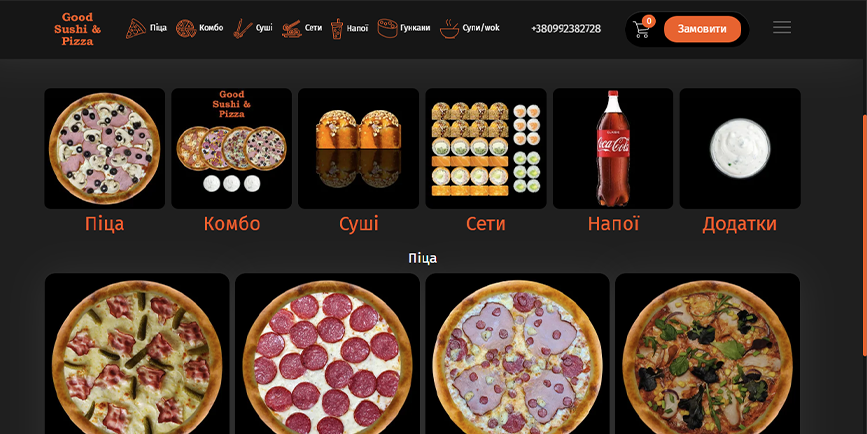 Good
Sushi &
Pizza
Піца
Комбо
Суші
Сети
Напої
Гункани
Супи/wok
+380992382728
0
Замовити
Good
Sushi &
Pizza
Coca-Cola
Піца
Комбо
Суші
Сети
Напої
Додатки
Піца